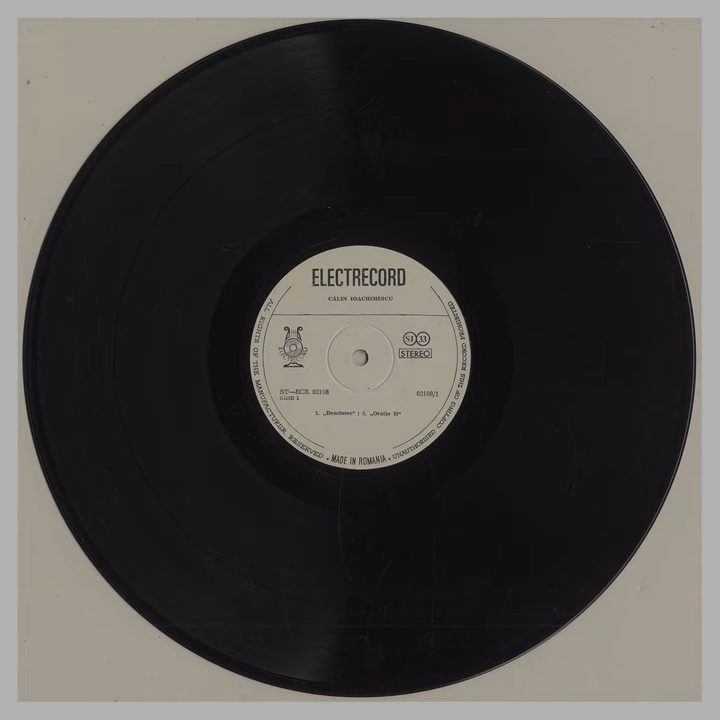 ELECTRECORD
CĂLIN IOACHIMESCU
ST 33
STEREO
ST—ECE 02108
SIDE 1
02108/1
1. „Desântec“ ; 2. „Oratio II“
ALL RIGHTS OF THE MANUFACTURER RESERVED • MADE IN ROMANIA • UNAUTHORISED COPYING OF THIS RECORD PROHIBITED